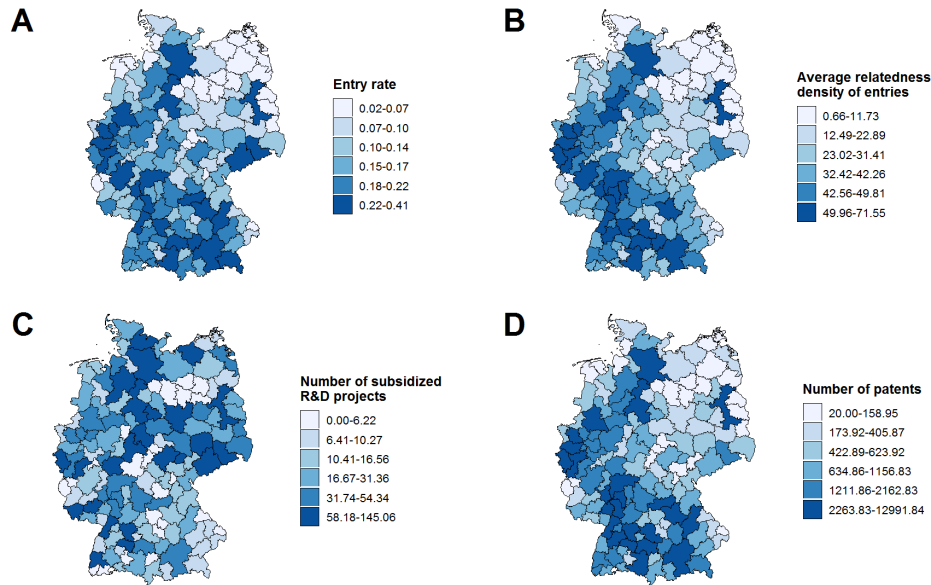 A
Entry rate
0.02-0.07
0.07-0.10
0.10-0.14
0.15-0.17
0.18-0.22
0.22-0.41
B
Average relatedness
density of entries
0.66-11.73
12.49-22.89
23.02-31.41
32.42-42.26
42.56-49.81
49.96-71.55
C
Number of subsidized
R&D projects
0.00-6.22
6.41-10.27
10.41-16.56
16.67-31.36
31.74-54.34
58.18-145.06
D
Number of patents
20.00-158.95
173.92-405.87
422.89-623.92
634.86-1156.83
1211.86-2162.83
2263.83-12991.84